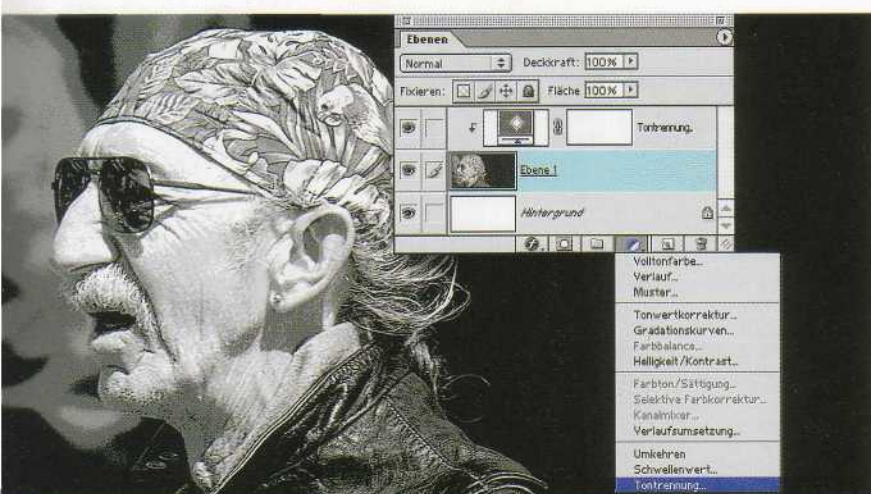 Ebenen
Normal Deckkraft: 100%
Fixieren: Fläche 100%
Tontrennung.
Ebene 1
Hintergrund
Volltonfarbe...
Verlauf...
Muster...
Tonwertkorrektur...
Gradationskurven...
Farbbalance...
Helligkeit/Kontrast...
Farbton/Sättigung...
Selektive Farbkorrektur...
Kanalmixer...
Verlaufsumsetzung...
Umkehren
Schwellenwert...
Tontrennung...